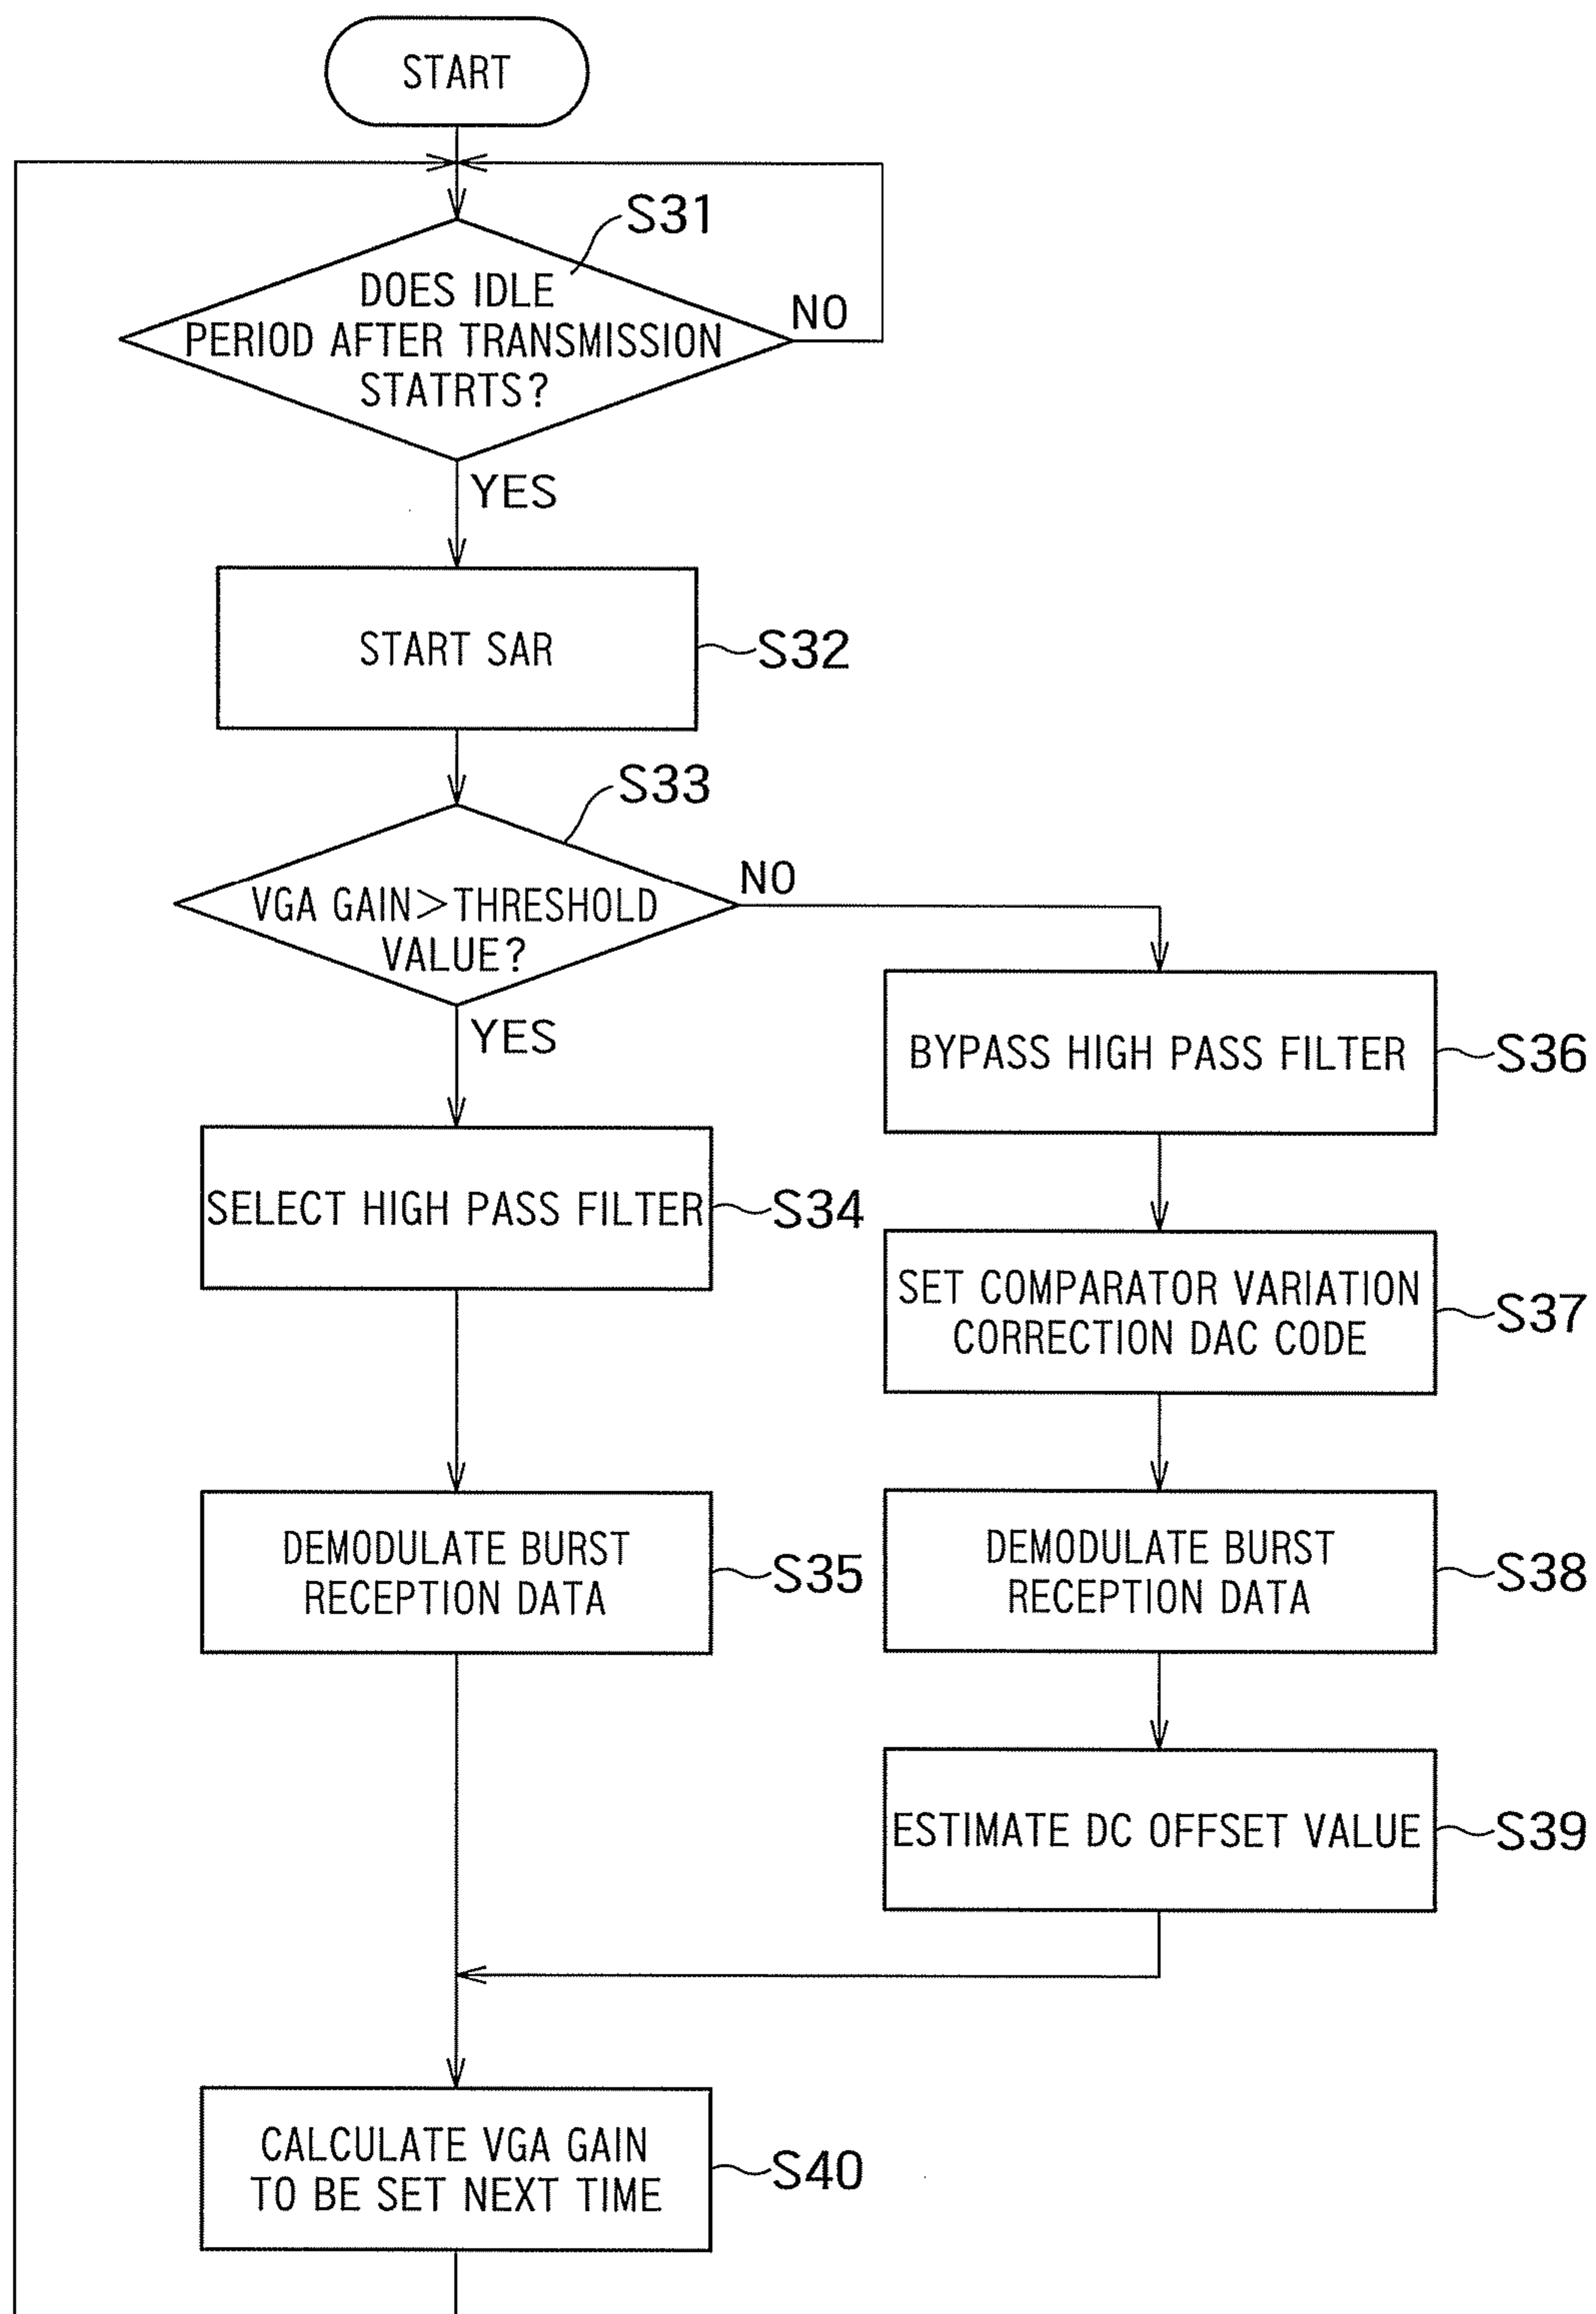 START
S31
DOES IDLE
PERIOD AFTER TRANSMISSION
STATRTS?
NO
YES
START SAR
S32
S33
VGA GAIN>THRESHOLD
VALUE?
NO
YES
BYPASS HIGH PASS FILTER
S36
SELECT HIGH PASS FILTER
S34
SET COMPARATOR VARIATION
CORRECTION DAC CODE
S37
DEMODULATE BURST
RECEPTION DATA
S35
DEMODULATE BURST
RECEPTION DATA
S38
ESTIMATE DC OFFSET VALUE
S39
CALCULATE VGA GAIN
TO BE SET NEXT TIME
S40